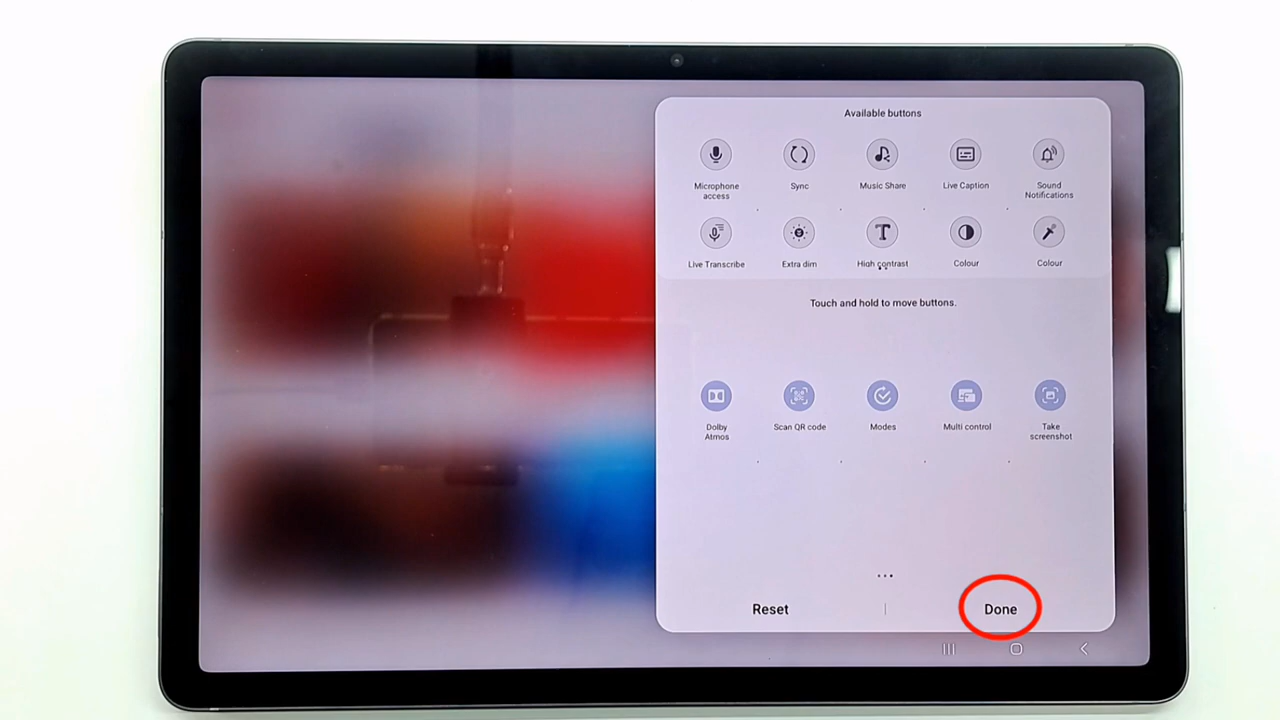 Available buttons
Microphone
access
Sync
Music Share
Live Caption
Sound
Notifications
Live Transcribe
Extra dim
High contrast
Colour
Colour
Touch and hold to move buttons.
Dolby
Atmos
Scan QR code
Modes
Multi control
Take
screenshot
Reset
Done